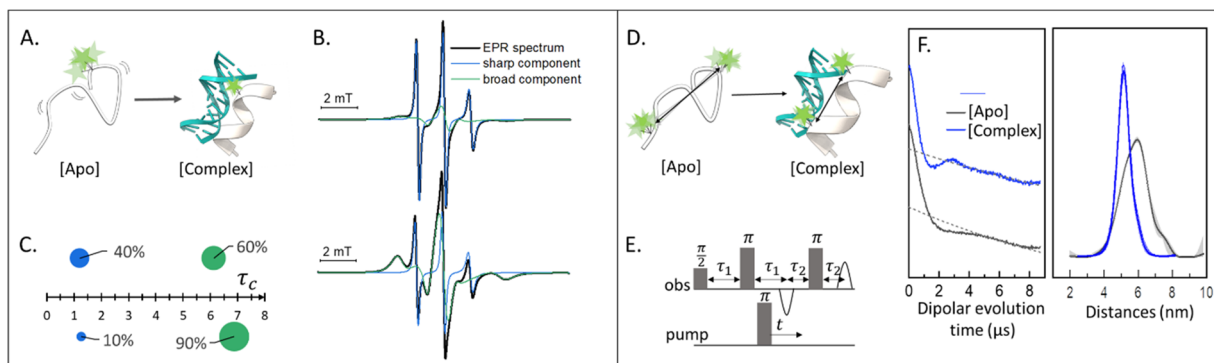 A.
[Apo]
[Complex]
B.
EPR spectrum
sharp component
broad component
2 mT
2 mT
C.
40%
60%
τc
0 1 2 3 4 5 6 7 8
10%
90%
D.
[Apo]
[Complex]
E.
π/2
π
π
τ1
τ1
τ2
τ2
obs
π
t
pump
F.
[Apo]
[Complex]
0 2 4 6 8
Dipolar evolution
time (μs)
2 4 6 8 10
Distances (nm)